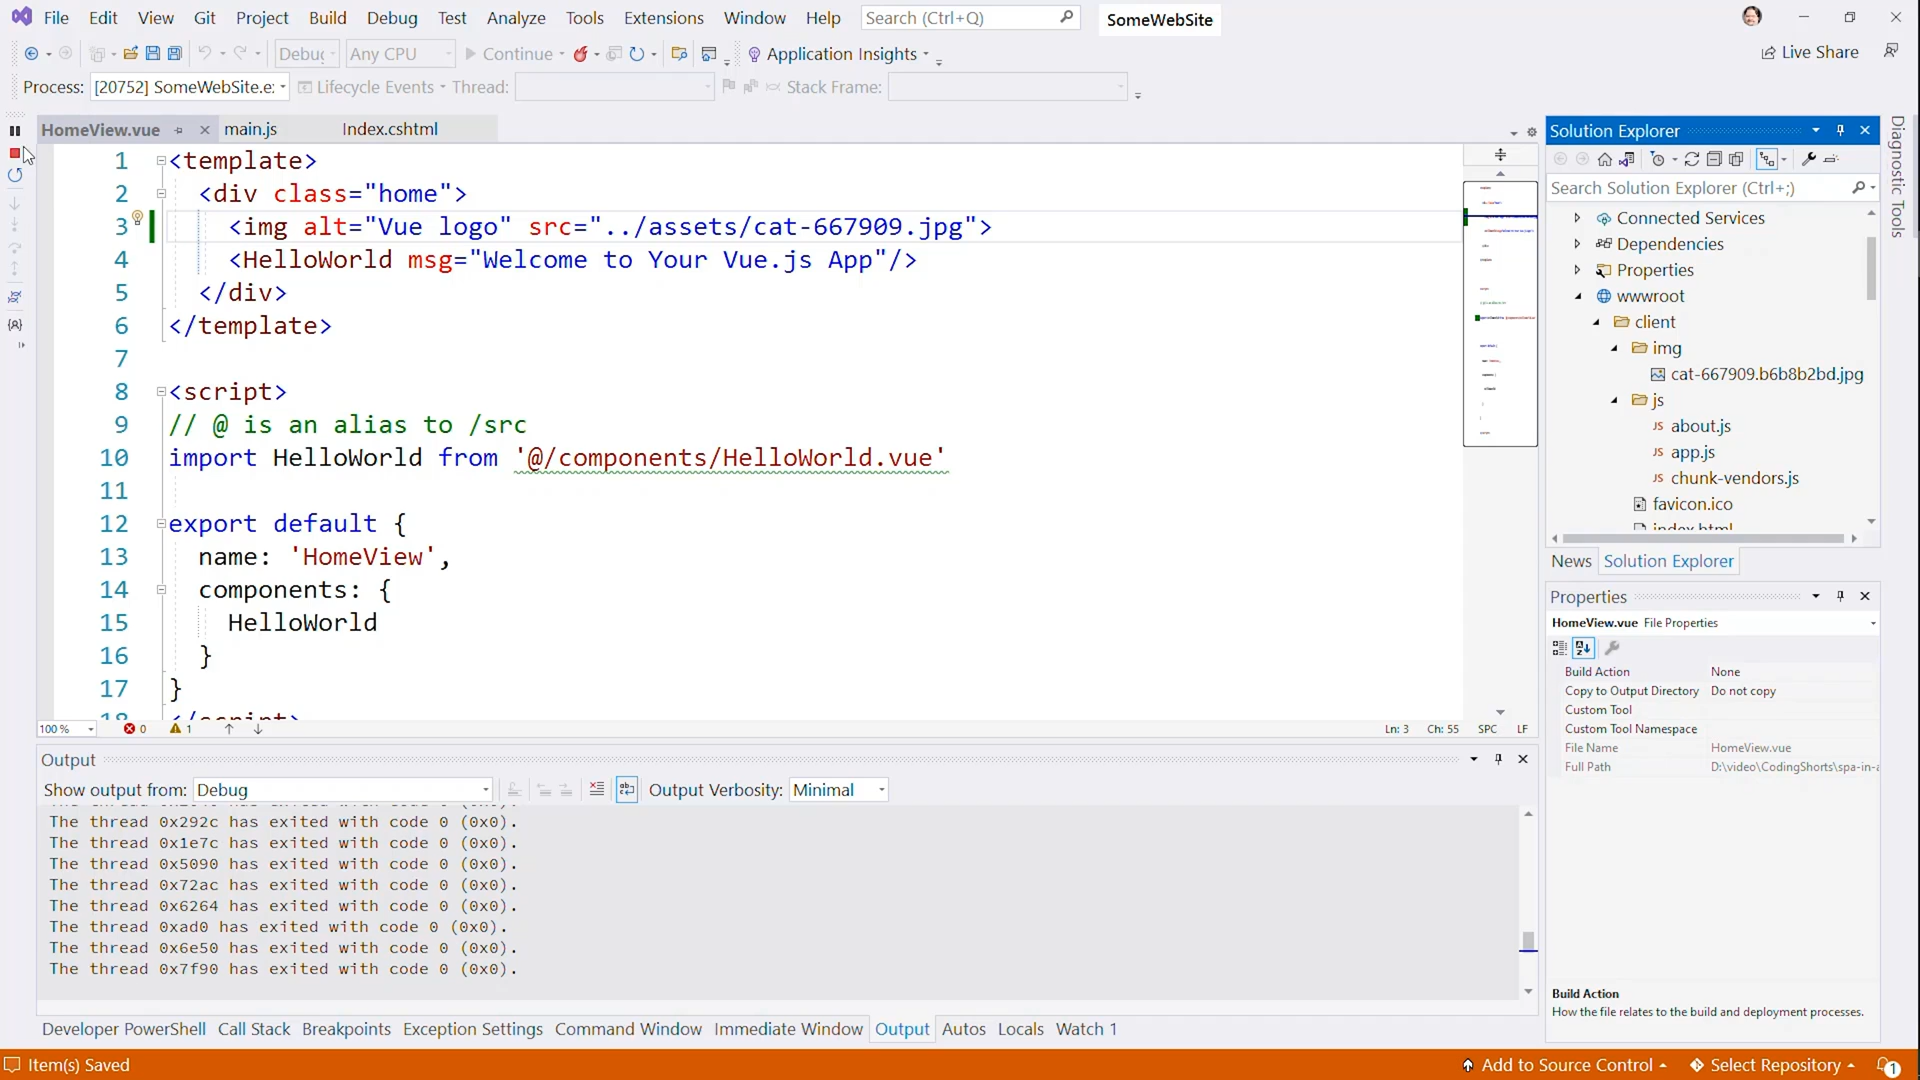 File Edit View Git Project Build Debug Test Analyze Tools Extensions Window Help Search (Ctrl+Q) SomeWebSite
Debug Any CPU Continue Application Insights Live Share
Process: [20752] SomeWebSite.e: Lifecycle Events Thread: Stack Frame:
HomeView.vue main.js Index.cshtml
1 <template>
2 <div class="home">
3 <img alt="Vue logo" src="../assets/cat-667909.jpg">
4 <HelloWorld msg="Welcome to Your Vue.js App"/>
5 </div>
6 </template>
7
8 <script>
9 // @ is an alias to /src
10 import HelloWorld from '@/components/HelloWorld.vue'
11
12 export default {
13 name: 'HomeView',
14 components: {
15 HelloWorld
16 }
17 }
18 </script>
100 % 0 1 Ln: 3 Ch: 55 SPC LF
Output
Show output from: Debug Output Verbosity: Minimal
The thread 0x292c has exited with code 0 (0x0).
The thread 0x1e7c has exited with code 0 (0x0).
The thread 0x5090 has exited with code 0 (0x0).
The thread 0x72ac has exited with code 0 (0x0).
The thread 0x6264 has exited with code 0 (0x0).
The thread 0xad0 has exited with code 0 (0x0).
The thread 0x6e50 has exited with code 0 (0x0).
The thread 0x7f90 has exited with code 0 (0x0).
Developer PowerShell Call Stack Breakpoints Exception Settings Command Window Immediate Window Output Autos Locals Watch 1
Solution Explorer
Search Solution Explorer (Ctrl+;)
Connected Services
Dependencies
Properties
wwwroot
client
img
cat-667909.b6b8b2bd.jpg
js
JS about.js
JS app.js
JS chunk-vendors.js
favicon.ico
index.html
News Solution Explorer
Properties
HomeView.vue File Properties
Build Action None
Copy to Output Directory Do not copy
Custom Tool
Custom Tool Namespace
File Name HomeView.vue
Full Path D:\video\CodingShorts\spa-in-a
Build Action
How the file relates to the build and deployment processes.
Diagnostic Tools
Item(s) Saved Add to Source Control Select Repository 1